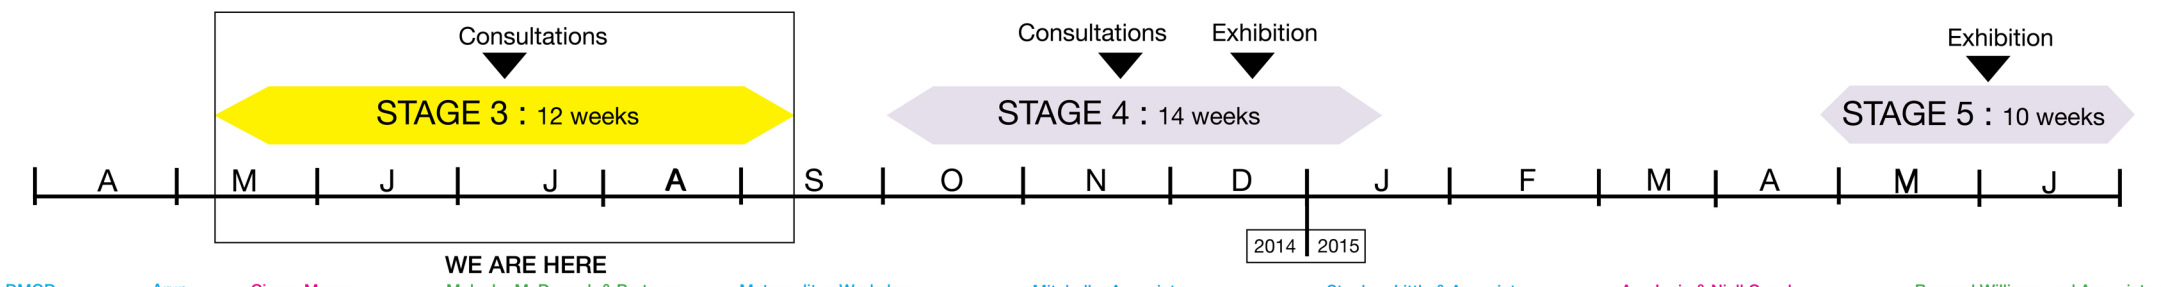 Consultations
Consultations
Exhibition
Exhibition
STAGE 3 : 12 weeks
STAGE 4 : 14 weeks
STAGE 5 : 10 weeks
A M J J A S O N D J F M A M J
2014 2015
WE ARE HERE